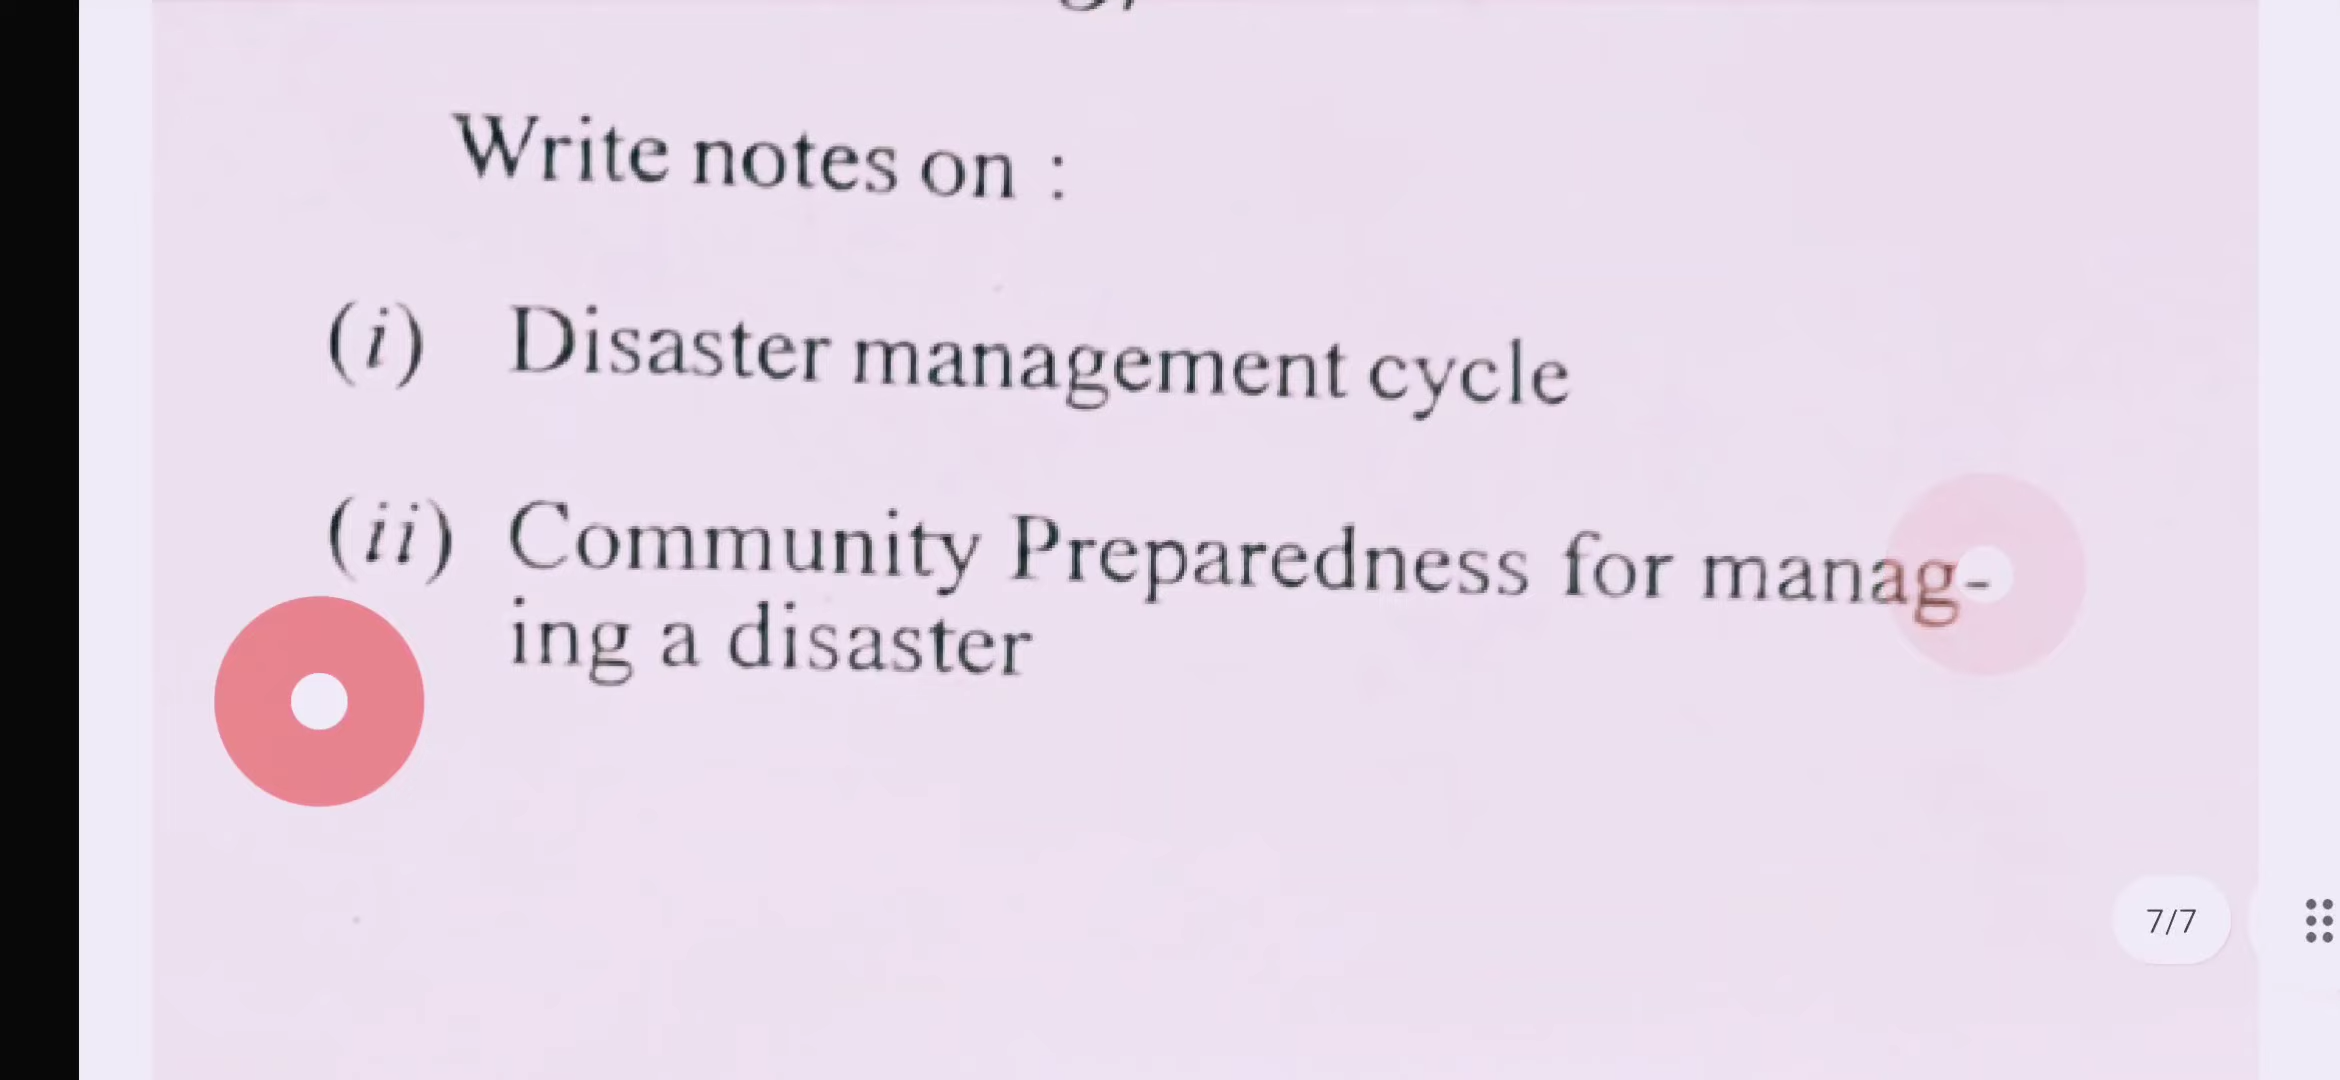 Write notes on :
(i) Disaster management cycle
(ii) Community Preparedness for manag-
ing a disaster
7/7